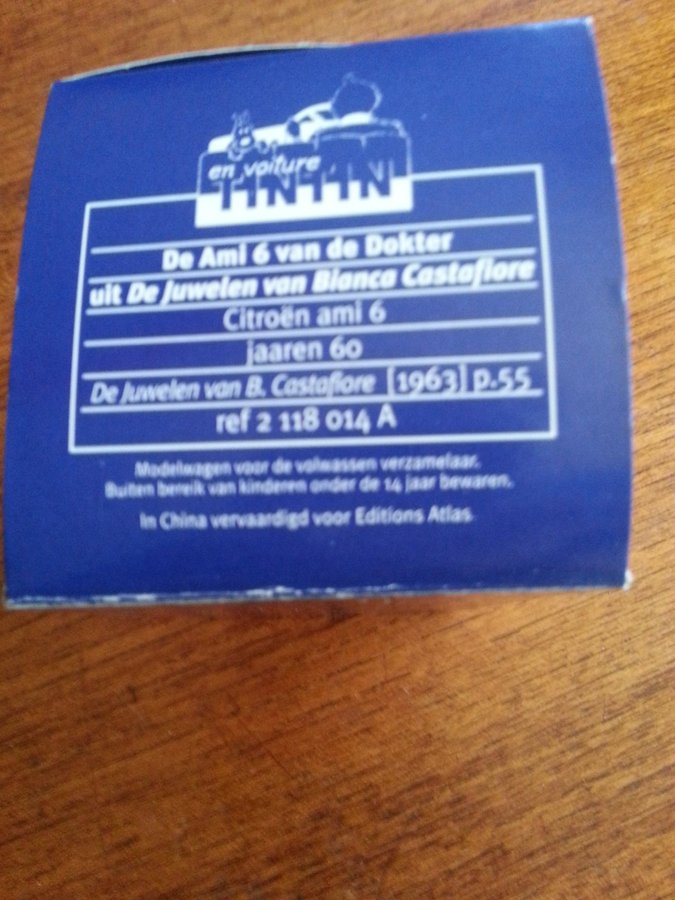 en voiture
TINTIN
De Ami 6 van de Dokter
uit De Juwelen van Bianca Castafiore
Citroën ami 6
jaaren 60
De Juwelen van B. Castafiore [1963] p.55
ref 2 118 014 A
Modelwagen voor de volwassen verzamelaar.
Buiten bereik van kinderen onder de 14 jaar bewaren.
In China vervaardigd voor Editions Atlas